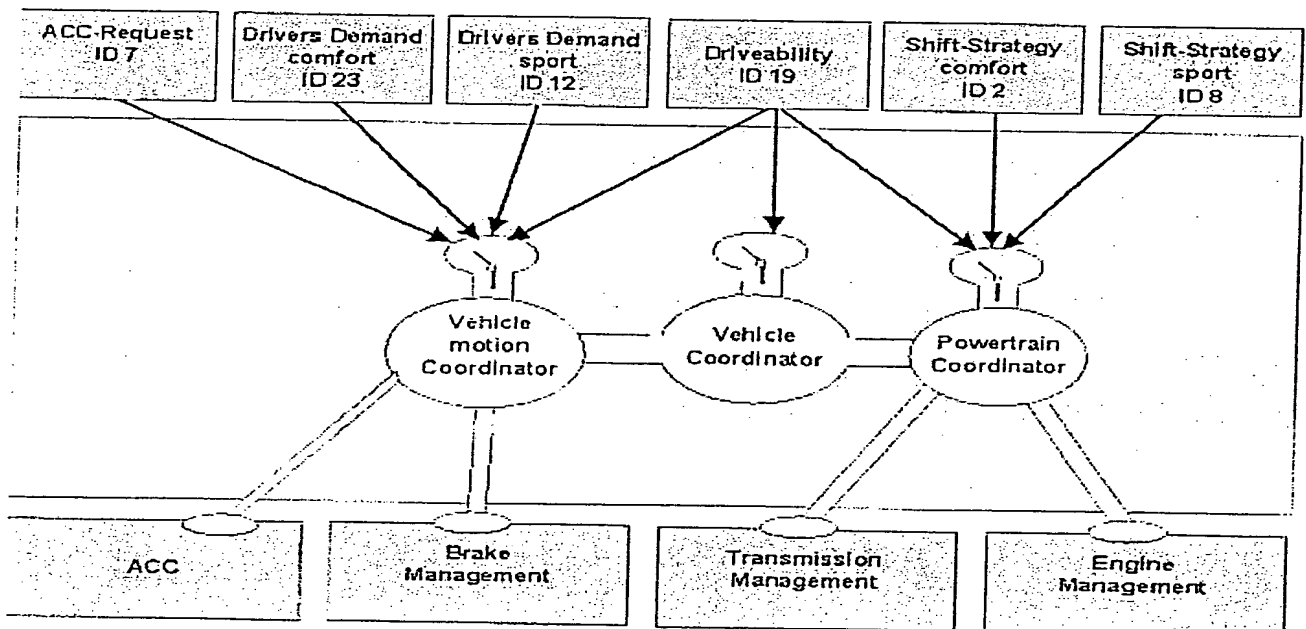 ACC-Request
ID 7
Drivers Demand
comfort
ID 23
Drivers Demand
sport
ID 12
Driveability
ID 19
Shift-Strategy
comfort
ID 2
Shift-Strategy
sport
ID 8
Vehicle
motion
Coordinator
Vehicle
Coordinator
Powertrain
Coordinator
ACC
Brake
Management
Transmission
Management
Engine
Management